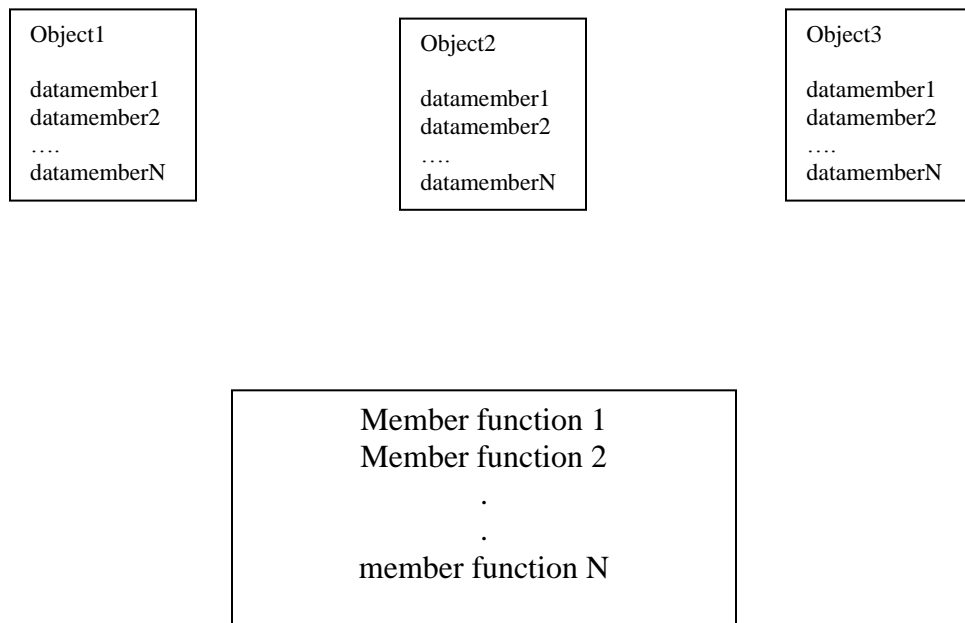 Object1
datamember1
datamember2
….
datamemberN
Object2
datamember1
datamember2
….
datamemberN
Object3
datamember1
datamember2
….
datamemberN
Member function 1
Member function 2
.
.
member function N